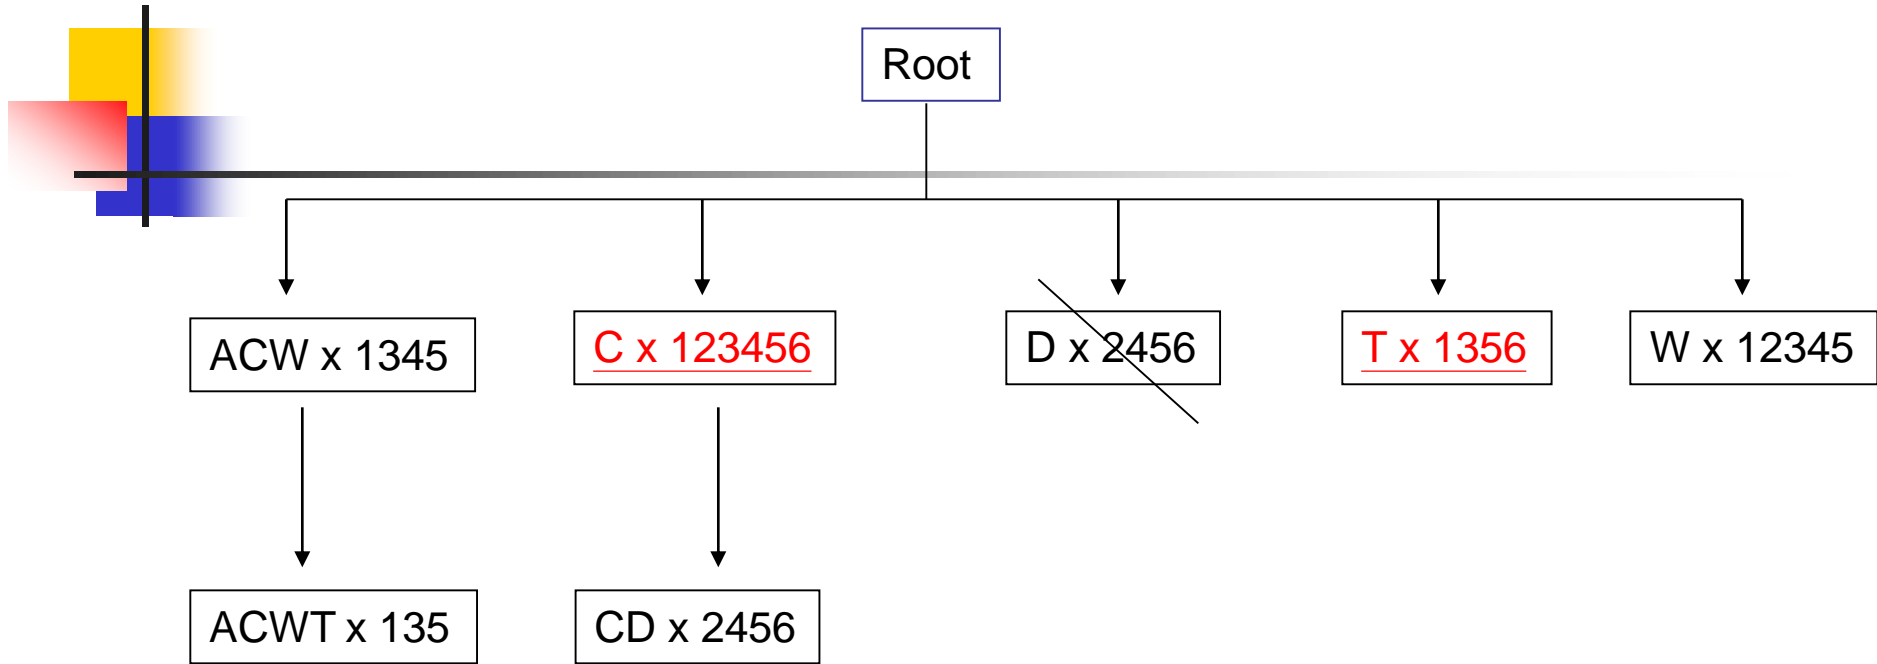 Root
ACW x 1345
C x 123456
D x 2456
T x 1356
W x 12345
ACWT x 135
CD x 2456